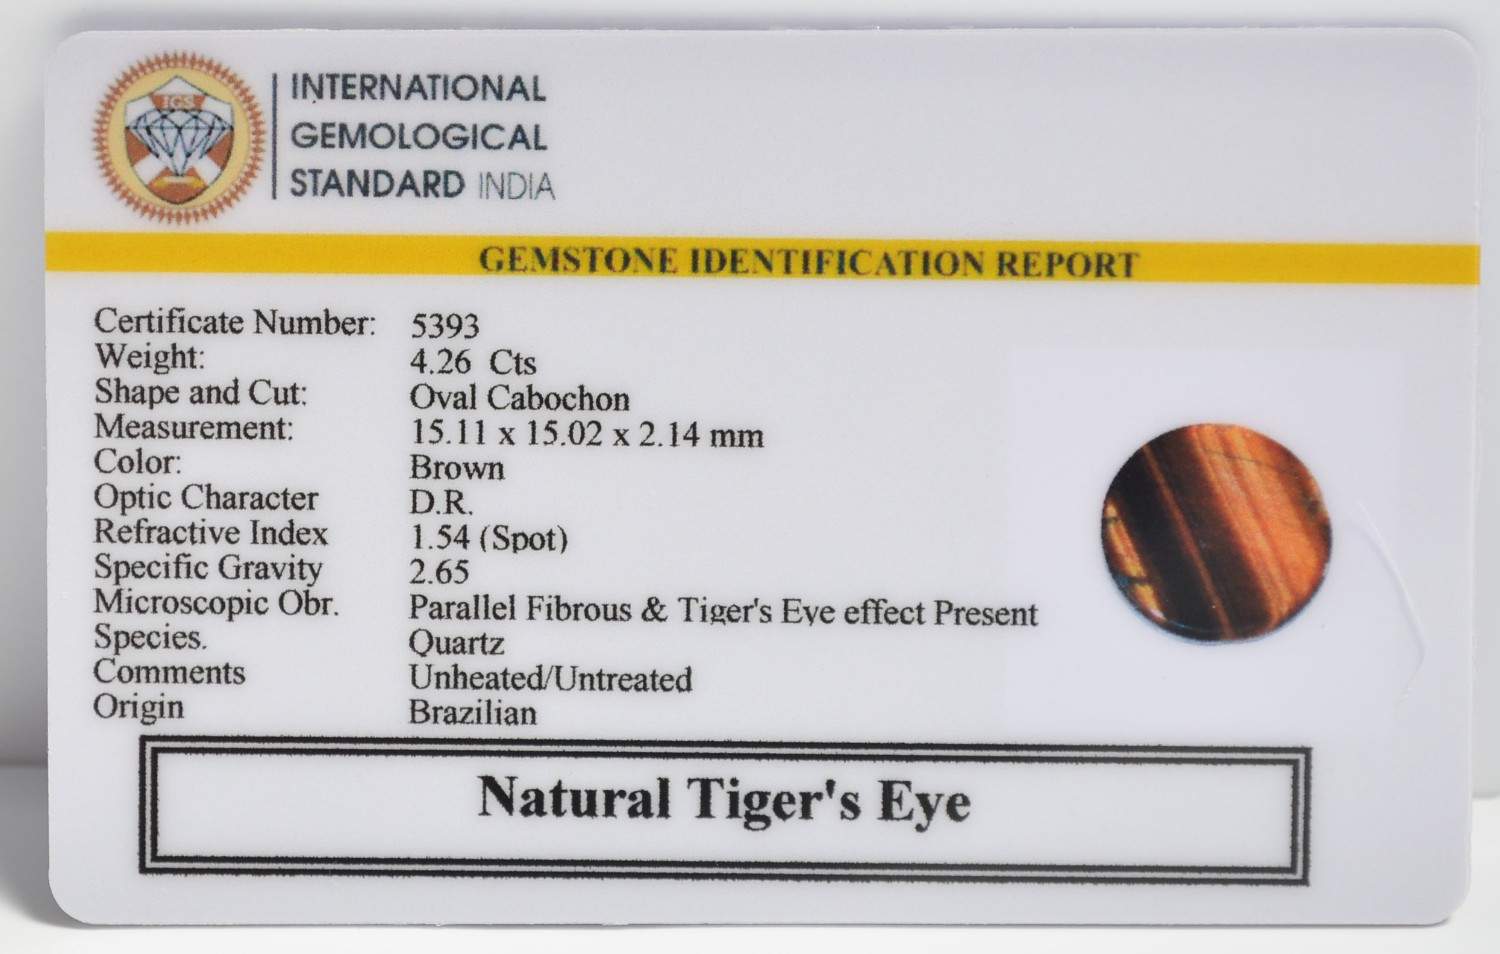 IGS
INTERNATIONAL
GEMOLOGICAL
STANDARD INDIA
GEMSTONE IDENTIFICATION REPORT
Certificate Number: 5393
Weight: 4.26 Cts
Shape and Cut: Oval Cabochon
Measurement: 15.11 x 15.02 x 2.14 mm
Color: Brown
Optic Character D.R.
Refractive Index 1.54 (Spot)
Specific Gravity 2.65
Microscopic Obr. Parallel Fibrous & Tiger's Eye effect Present
Species. Quartz
Comments Unheated/Untreated
Origin Brazilian
Natural Tiger's Eye